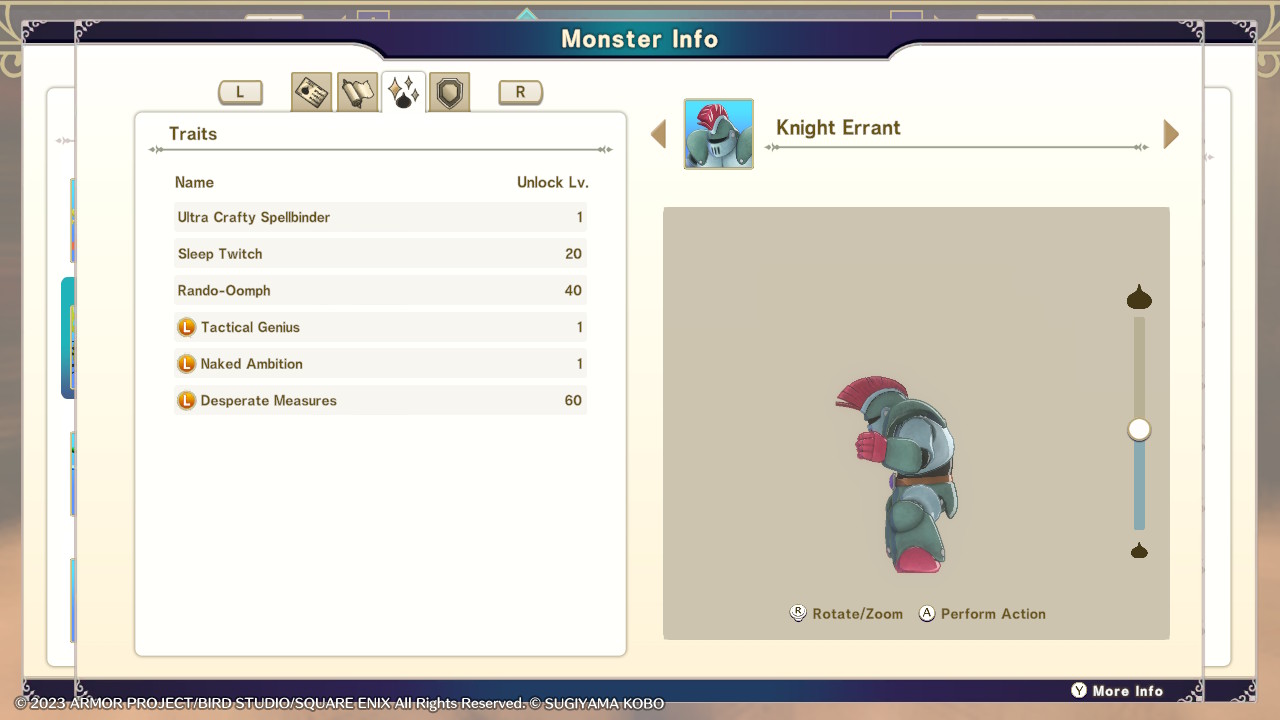 Monster Info
L
R
Traits
Name Unlock Lv.
Ultra Crafty Spellbinder 1
Sleep Twitch 20
Rando-Oomph 40
L Tactical Genius 1
L Naked Ambition 1
L Desperate Measures 60
Knight Errant
R Rotate/Zoom A Perform Action
Y More Info
© 2023 ARMOR PROJECT/BIRD STUDIO/SQUARE ENIX All Rights Reserved. © SUGIYAMA KOBO